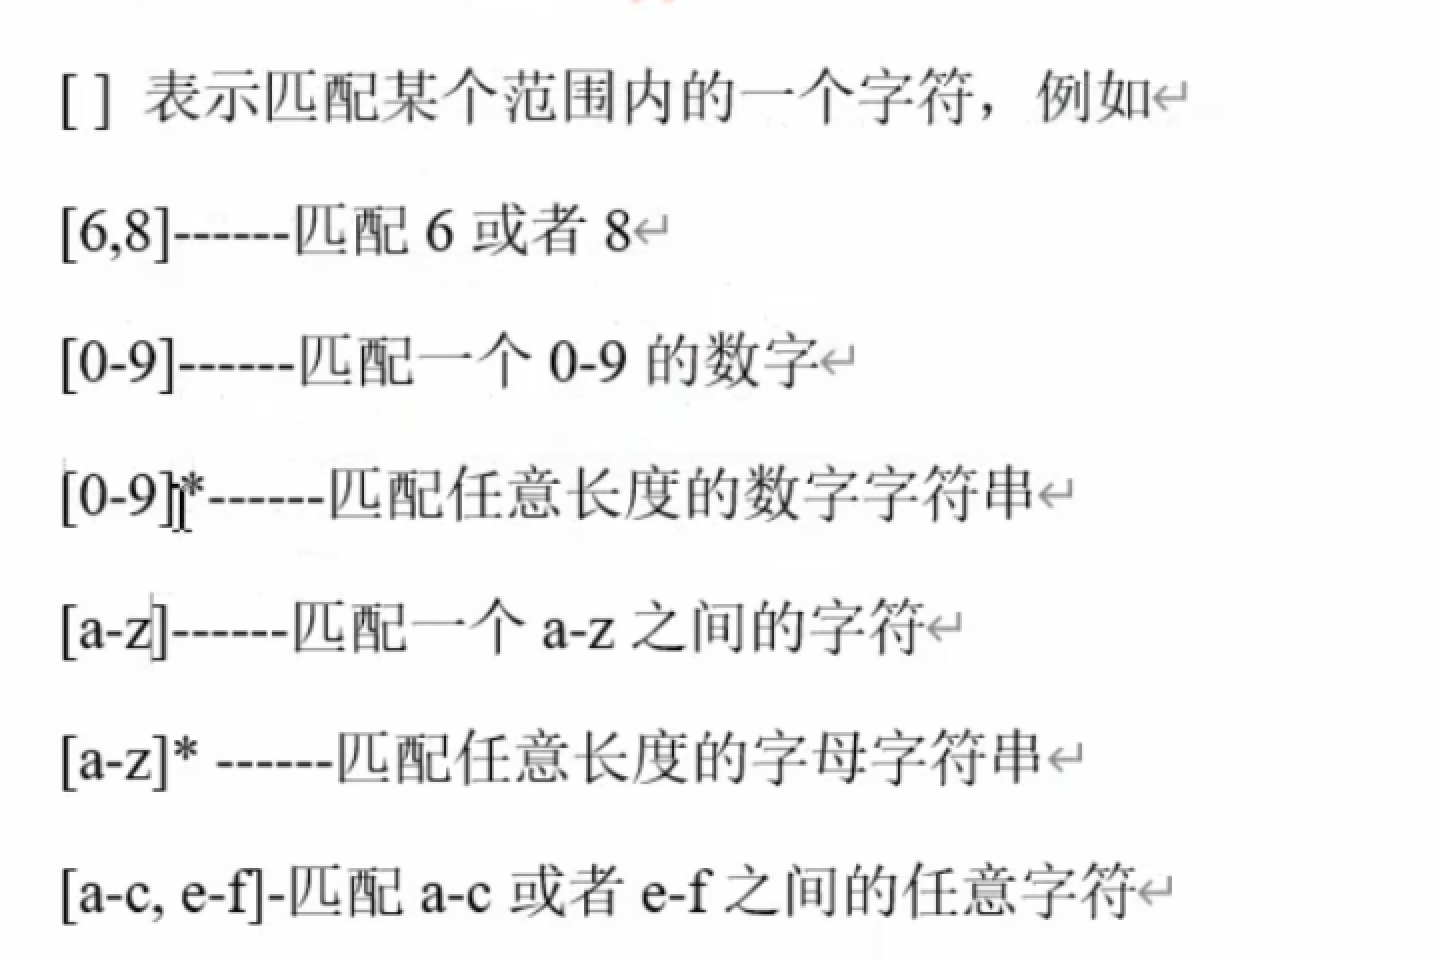 [ ] 表示匹配某个范围内的一个字符，例如↵
[6,8]------匹配 6 或者 8↵
[0-9]------匹配一个 0-9 的数字↵
[0-9]*------匹配任意长度的数字字符串↵
[a-z]------匹配一个 a-z 之间的字符↵
[a-z]* ------匹配任意长度的字母字符串↵
[a-c, e-f]-匹配 a-c 或者 e-f 之间的任意字符↵